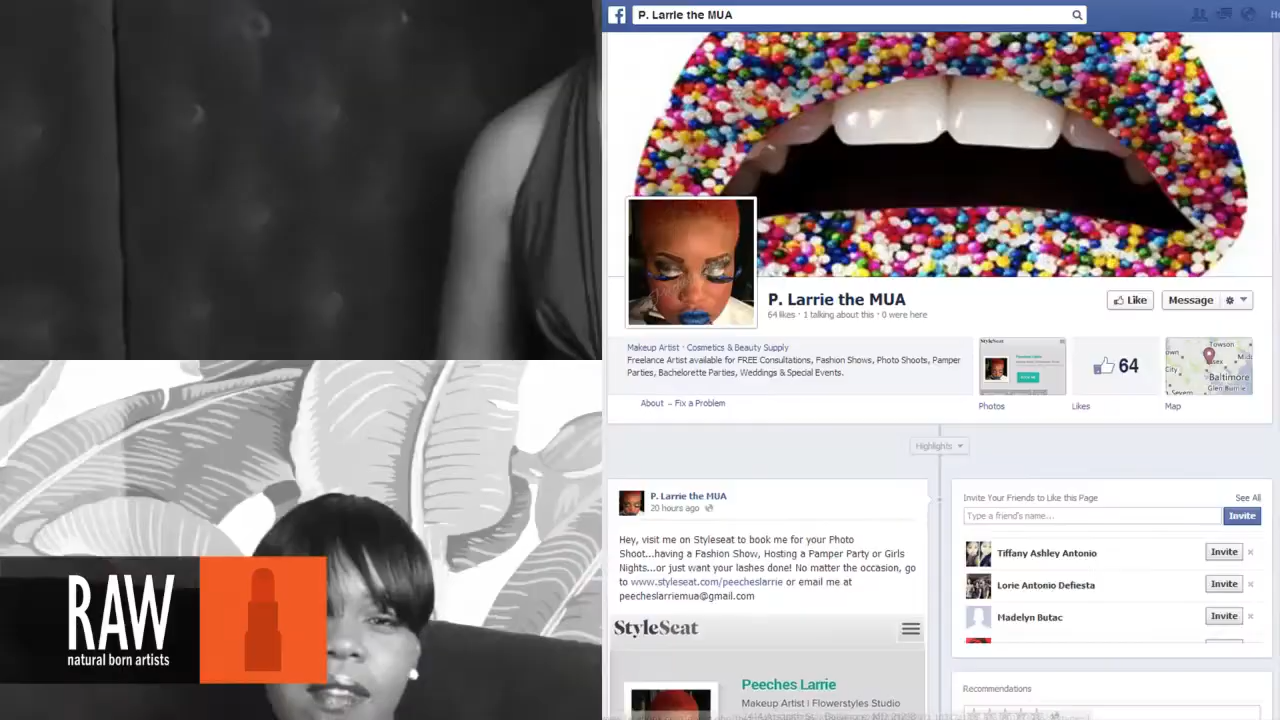 P. Larrie the MUA
P. Larrie the MUA
64 likes · 1 talking about this · 0 were here
Like
Message
Makeup Artist · Cosmetics & Beauty Supply
Freelance Artist available for FREE Consultations, Fashion Shows, Photo Shoots, Pamper
Parties, Bachelorette Parties, Weddings & Special Events.
About – Fix a Problem
StyleSeat
Photos
64
Likes
Towson
Baltimore
Glen Burnie
Map
Highlights
P. Larrie the MUA
20 hours ago
Hey, visit me on Styleseat to book me for your Photo
Shoot...having a Fashion Show, Hosting a Pamper Party or Girls
Nights...or just want your lashes done! No matter the occasion, go
to www.styleseat.com/peecheslarrie or email me at
peecheslarriemua@gmail.com
StyleSeat
Peeches Larrie
Makeup Artist | Flowerstyles Studio
Invite Your Friends to Like this Page
See All
Type a friend's name...
Invite
Tiffany Ashley Antonio
Invite
Lorie Antonio Defiesta
Invite
Madelyn Butac
Invite
Recommendations
RAW
natural born artists